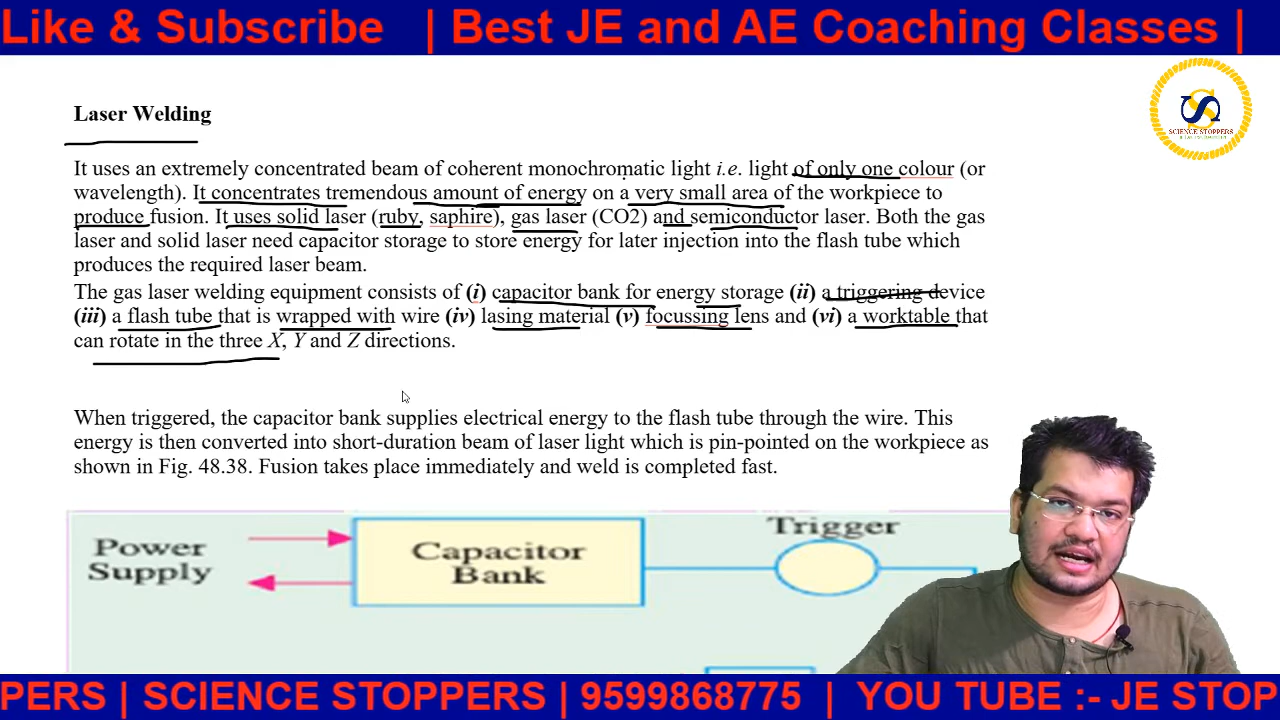 Like & Subscribe | Best JE and AE Coaching Classes |
SCIENCE STOPPERS
Laser Welding
It uses an extremely concentrated beam of coherent monochromatic light i.e. light of only one colour (or
wavelength). It concentrates tremendous amount of energy on a very small area of the workpiece to
produce fusion. It uses solid laser (ruby, saphire), gas laser (CO2) and semiconductor laser. Both the gas
laser and solid laser need capacitor storage to store energy for later injection into the flash tube which
produces the required laser beam.
The gas laser welding equipment consists of (i) capacitor bank for energy storage (ii) a triggering device
(iii) a flash tube that is wrapped with wire (iv) lasing material (v) focussing lens and (vi) a worktable that
can rotate in the three X, Y and Z directions.
When triggered, the capacitor bank supplies electrical energy to the flash tube through the wire. This
energy is then converted into short-duration beam of laser light which is pin-pointed on the workpiece as
shown in Fig. 48.38. Fusion takes place immediately and weld is completed fast.
Power
Supply
Capacitor
Bank
Trigger
PERS | SCIENCE STOPPERS | 9599868775 | YOU TUBE :- JE STOP